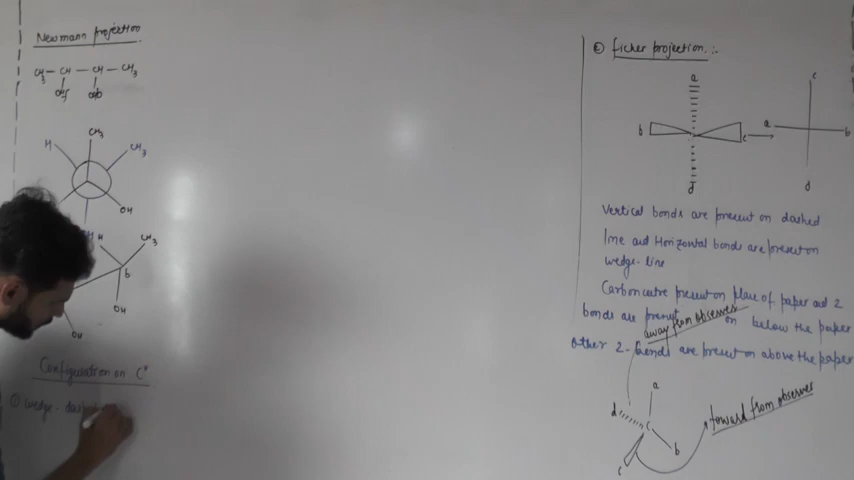 Newmann projection
CH3 - CH - CH - CH3
CH3
H
CH3
OH
H
CH3
b
OH
OH
Configuration on C*
① wedge - dash
② ficher projection :
a
b
c
d
c
a
b
d
Vertical bonds are present on dashed
line and Horizontal bonds are present on
wedge line
Carbon centre present on plane of paper and 2
bonds are present on below the paper
away from observer
other 2 - bonds are present on above the paper
a
d
C
b
c
toward from observer